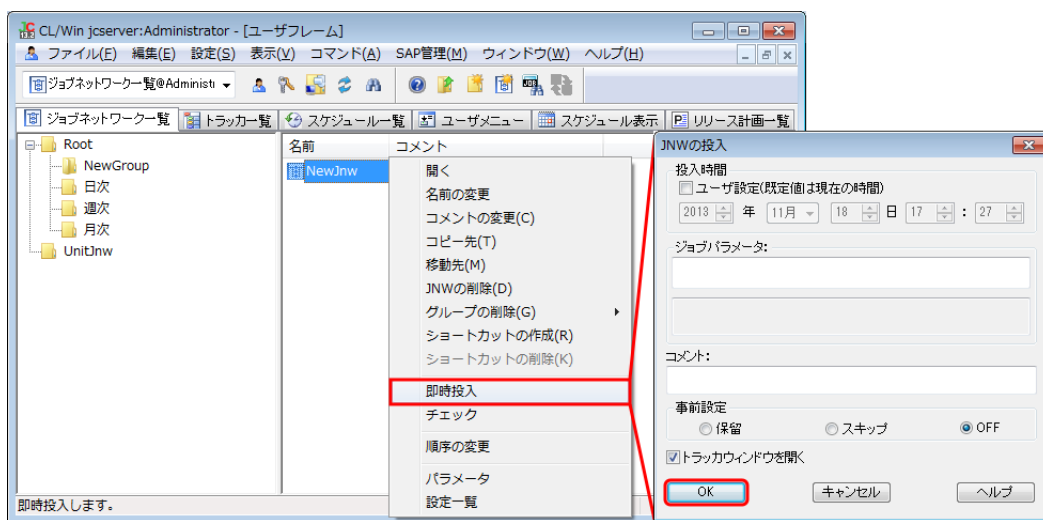 CL/Win jcserver:Administrator - [ユーザフレーム]
ファイル(F) 編集(E) 設定(S) 表示(V) コマンド(A) SAP管理(M) ウィンドウ(W) ヘルプ(H)
ジョブネットワーク一覧@Administr
ジョブネットワーク一覧 トラッカ一覧 スケジュール一覧 ユーザメニュー スケジュール表示 リリース計画一覧
Root
NewGroup
日次
週次
月次
UnitJnw
名前 コメント
NewJnw
開く
名前の変更
コメントの変更(C)
コピー先(T)
移動先(M)
JNWの削除(D)
グループの削除(G)
ショートカットの作成(R)
ショートカットの削除(K)
即時投入
チェック
順序の変更
パラメータ
設定一覧
即時投入します。
JNWの投入
投入時間
ユーザ設定(既定値は現在の時間)
2013 年 11月 18 日 17 : 27
ジョブパラメータ:
コメント:
事前設定
保留 スキップ OFF
トラッカウィンドウを開く
OK キャンセル ヘルプ